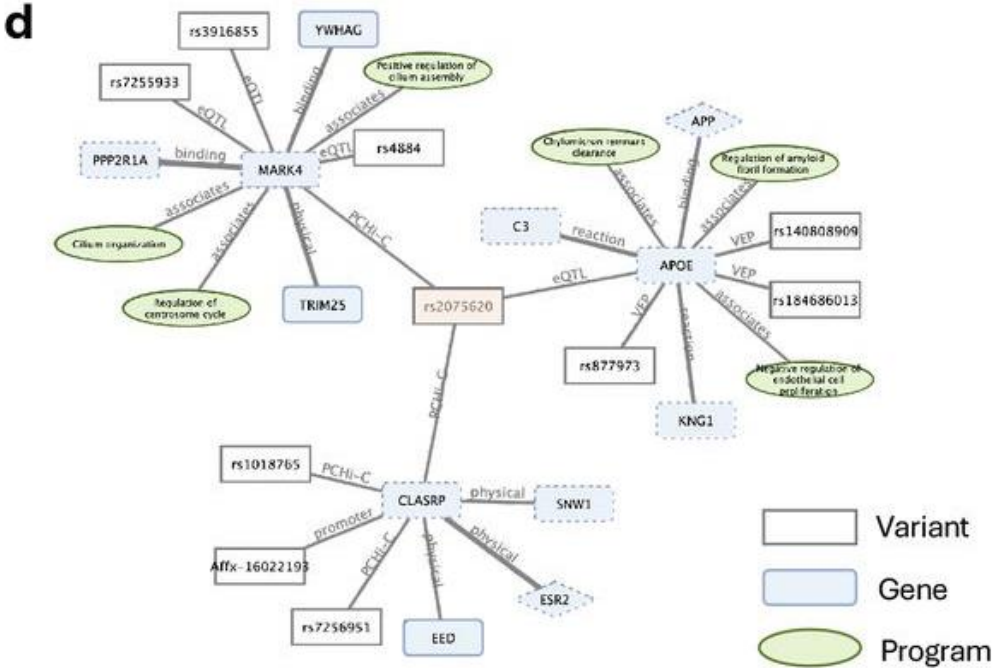 d
rs3916855
YWHAG
rs7255933
eQTL
eQTL
binding
associates
Positive regulation of
cilium assembly
PPP2R1A
binding
MARK4
eQTL
rs4884
associates
Cilium organization
associates
Regulation of
centrosome cycle
physical
TRIM25
PCHi-C
rs2075620
eQTL
PCHi-C
Chylomicron remnant
clearance
associates
APP
binding
Regulation of amyloid
fibril formation
associates
C3
reaction
APOE
VEP
rs140808909
VEP
rs184686013
VEP
rs877973
reaction
KNG1
associates
Negative regulation of
endothelial cell
proliferation
rs1018765
PCHi-C
CLASRP
physical
SNW1
promoter
Affx-16022193
PCHi-C
rs7256951
physical
EED
physical
ESR2
Variant
Gene
Program